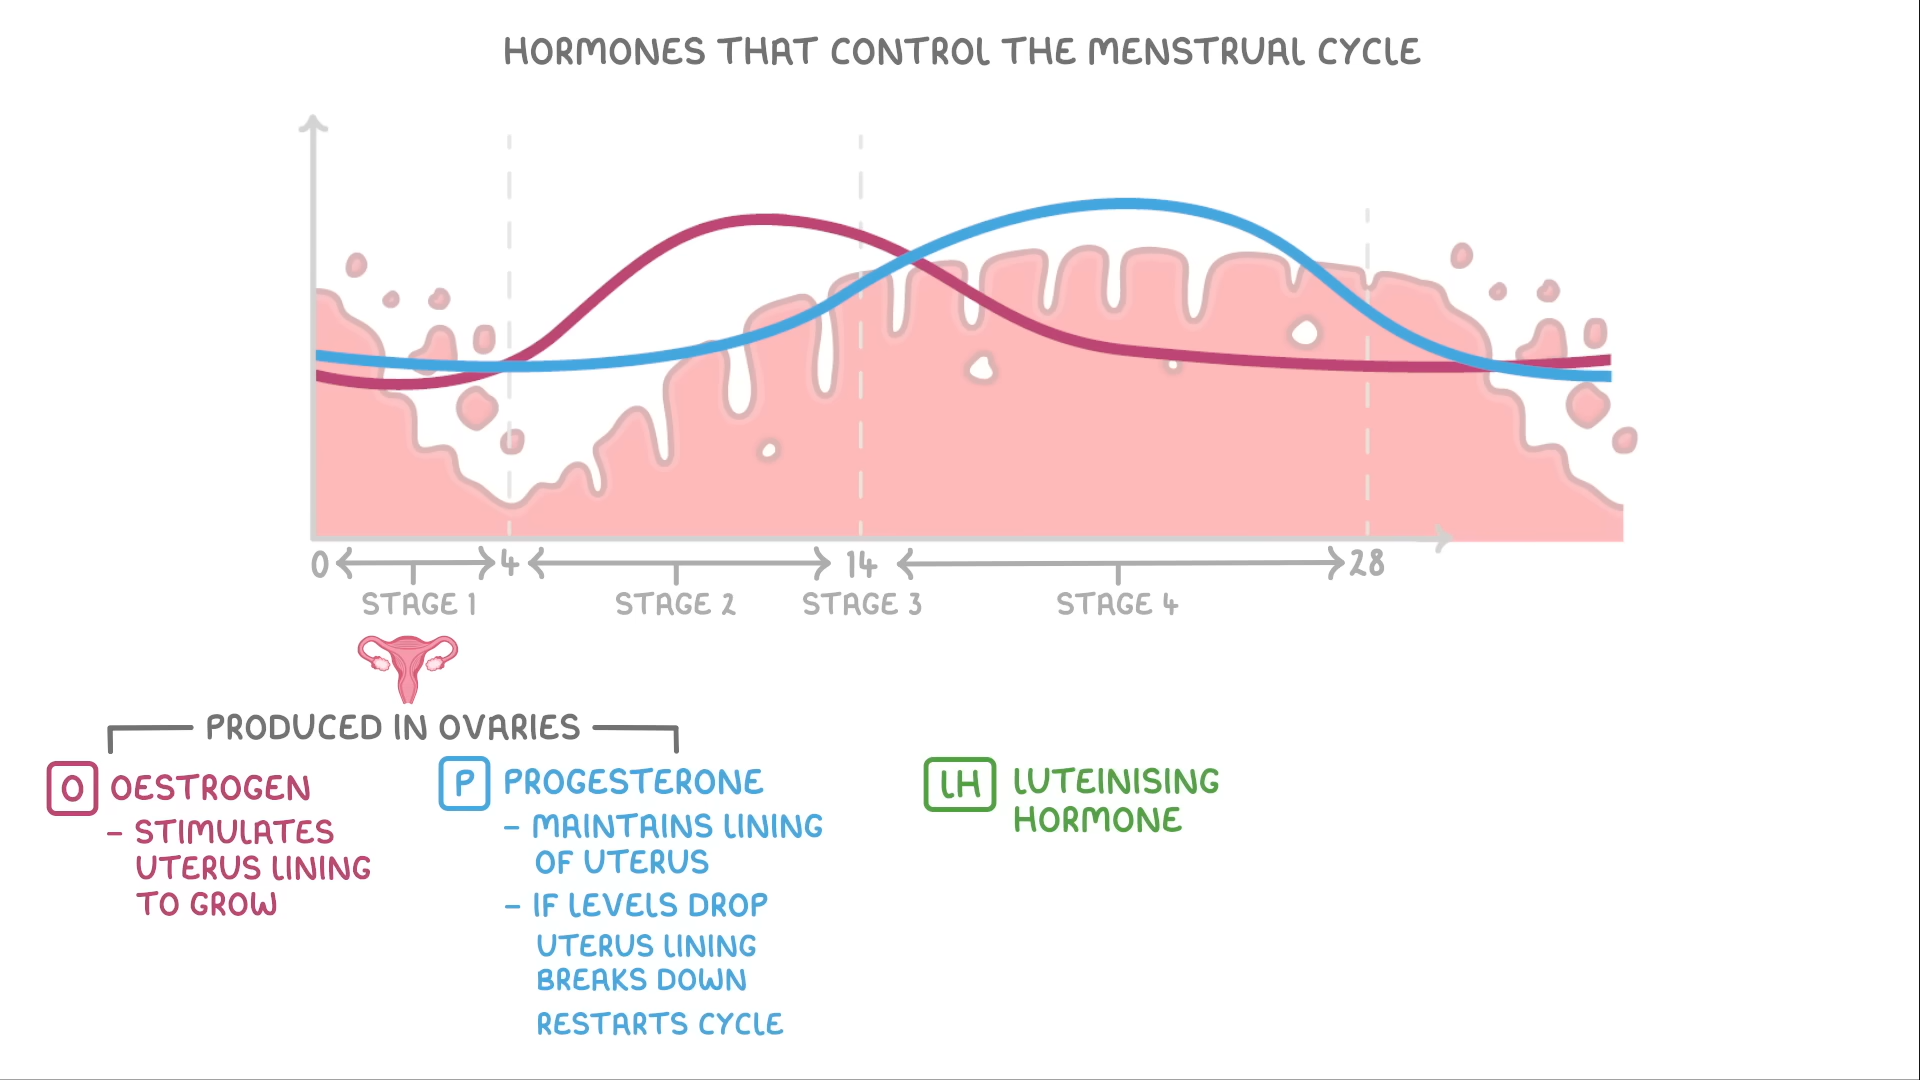 HORMONES THAT CONTROL THE MENSTRUAL CYCLE
0 4 14 28
STAGE 1 STAGE 2 STAGE 3 STAGE 4
PRODUCED IN OVARIES
O OESTROGEN
- STIMULATES
UTERUS LINING
TO GROW
P PROGESTERONE
- MAINTAINS LINING
OF UTERUS
- IF LEVELS DROP
UTERUS LINING
BREAKS DOWN
RESTARTS CYCLE
LH LUTEINISING
HORMONE